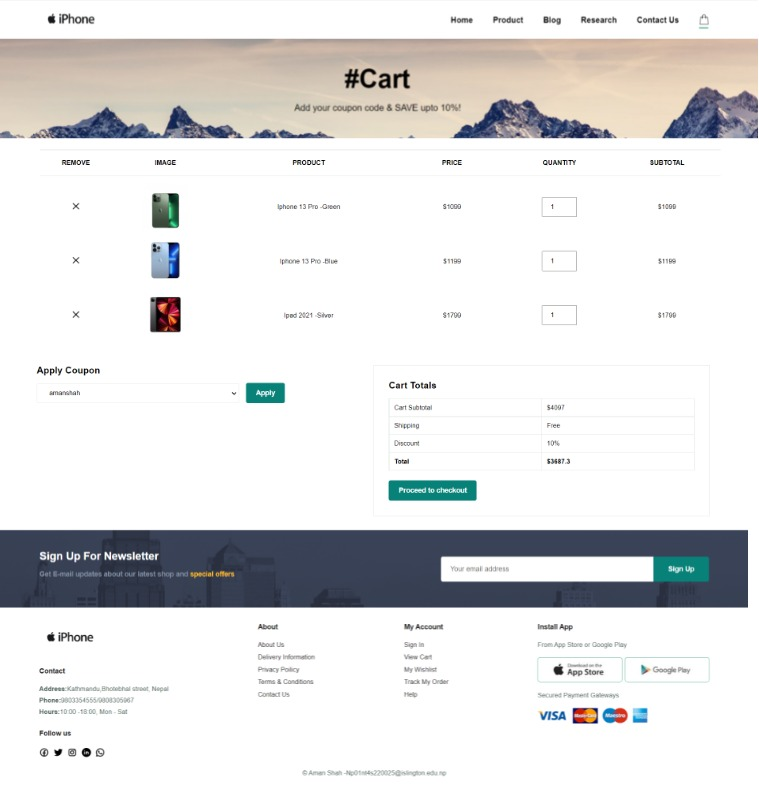 iPhone
Home Product Blog Research Contact Us
#Cart
Add your coupon code & SAVE upto 10%!
REMOVE IMAGE PRODUCT PRICE QUANTITY SUBTOTAL
Iphone 13 Pro -Green $1099 1 $1099
Iphone 13 Pro -Blue $1199 1 $1199
Ipad 2021 -Silver $1799 1 $1799
Apply Coupon
amanshah Apply
Cart Totals
Cart Subtotal $4097
Shipping Free
Discount 10%
Total $3687.3
Proceed to checkout
Sign Up For Newsletter
Get E-mail updates about our latest shop and special offers
Your email address Sign Up
iPhone
Contact
Address:Kathmandu,Bhotebhal street, Nepal
Phone:9803354555/9808305967
Hours:10:00 -18:00, Mon - Sat
Follow us
About
About Us
Delivery Information
Privacy Policy
Terms & Conditions
Contact Us
My Account
Sign In
View Cart
My Wishlist
Track My Order
Help
Install App
From App Store or Google Play
Download on the
App Store
Google Play
Secured Payment Gateways
VISA MasterCard Maestro
© Aman Shah -Np01nt4s220025@islington.edu.np